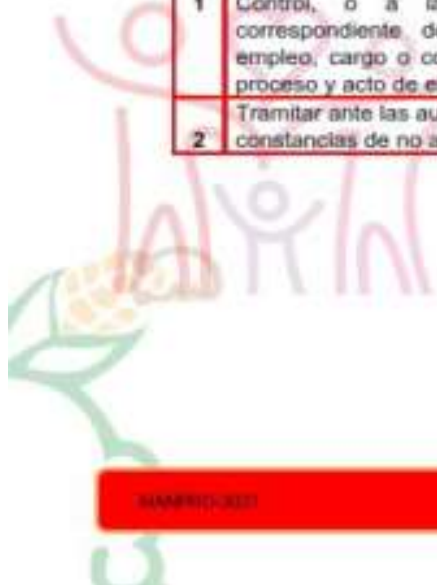 1 Control, o a la
correspondiente de
empleo, cargo o co
proceso y acto de e
Tramitar ante las au
2 constancias de no a